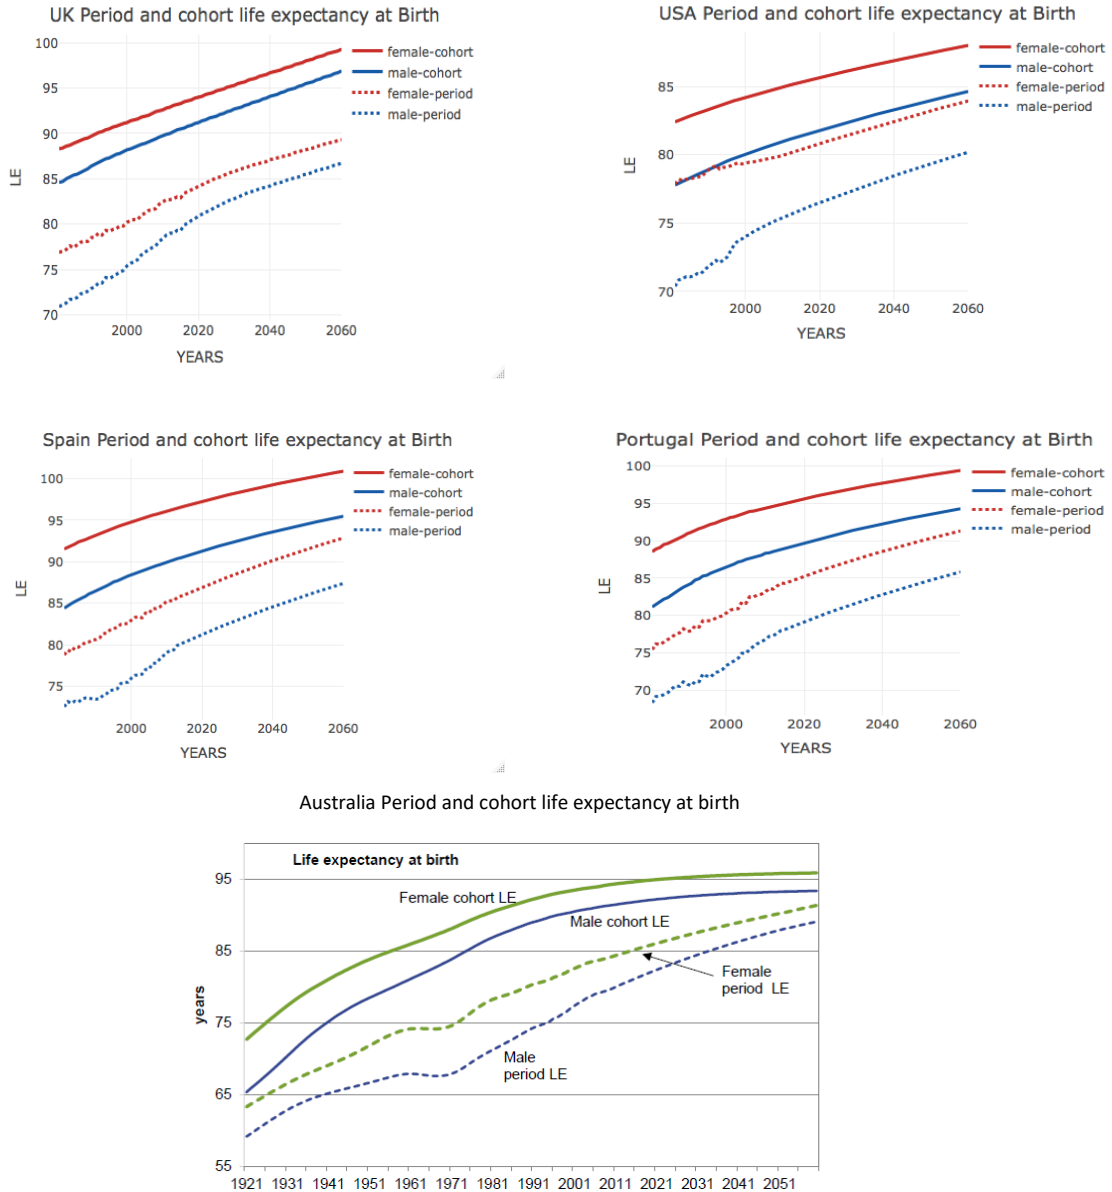 UK Period and cohort life expectancy at Birth
100
95
90
85
80
75
70
LE
2000 2020 2040 2060
YEARS
female-cohort
male-cohort
female-period
male-period
USA Period and cohort life expectancy at Birth
85
80
75
70
LE
2000 2020 2040 2060
YEARS
female-cohort
male-cohort
female-period
male-period
Spain Period and cohort life expectancy at Birth
100
95
90
85
80
75
LE
2000 2020 2040 2060
YEARS
female-cohort
male-cohort
female-period
male-period
Portugal Period and cohort life expectancy at Birth
100
95
90
85
80
75
70
LE
2000 2020 2040 2060
YEARS
female-cohort
male-cohort
female-period
male-period
Australia Period and cohort life expectancy at birth
Life expectancy at birth
95
85
75
65
55
years
Female cohort LE
Male cohort LE
Female
period LE
Male
period LE
1921 1931 1941 1951 1961 1971 1981 1991 2001 2011 2021 2031 2041 2051